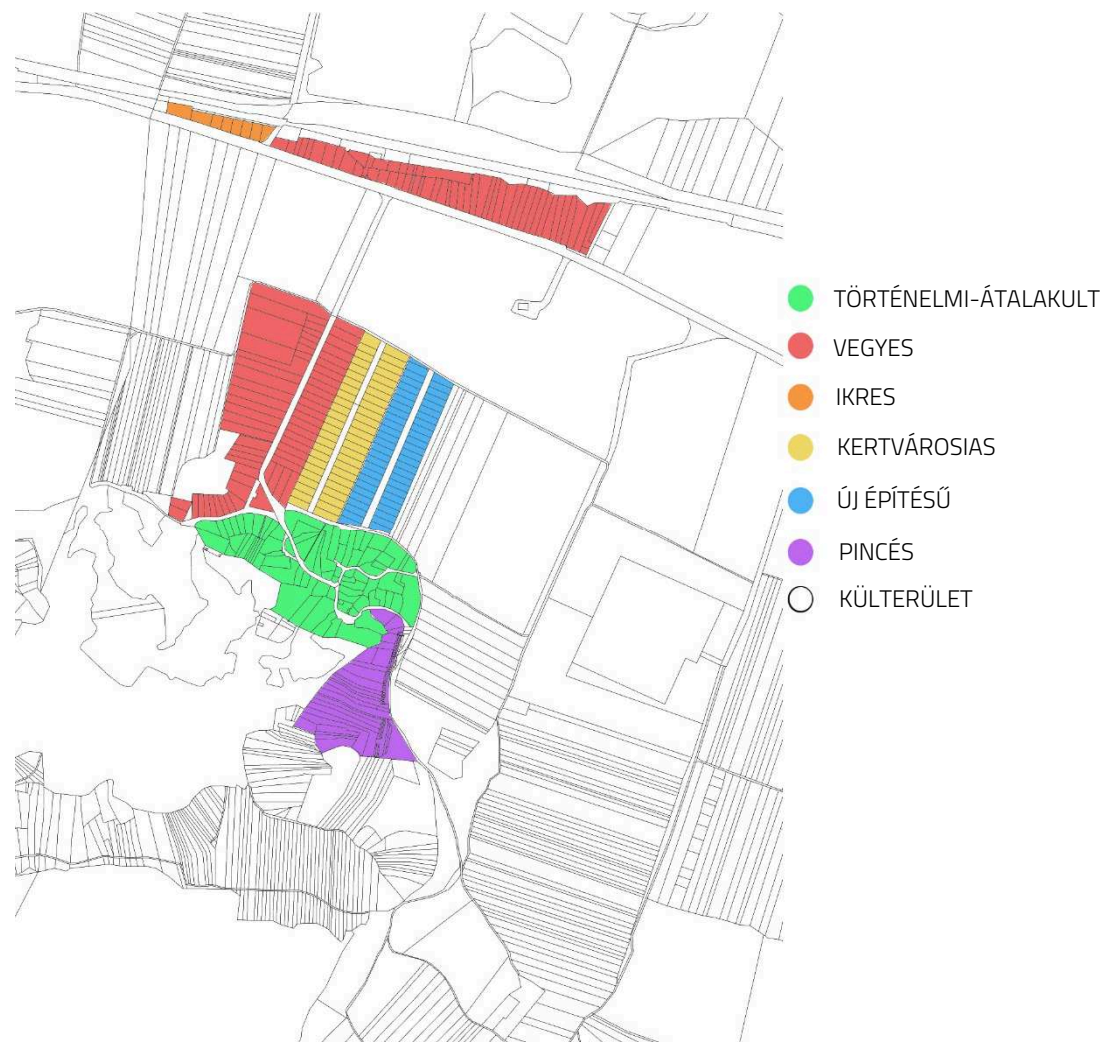 TÖRTÉNELMI-ÁTALAKULT
VEGYES
IKRES
KERTVÁROSIAS
ÚJ ÉPÍTÉSŰ
PINCÉS
KÜLTERÜLET